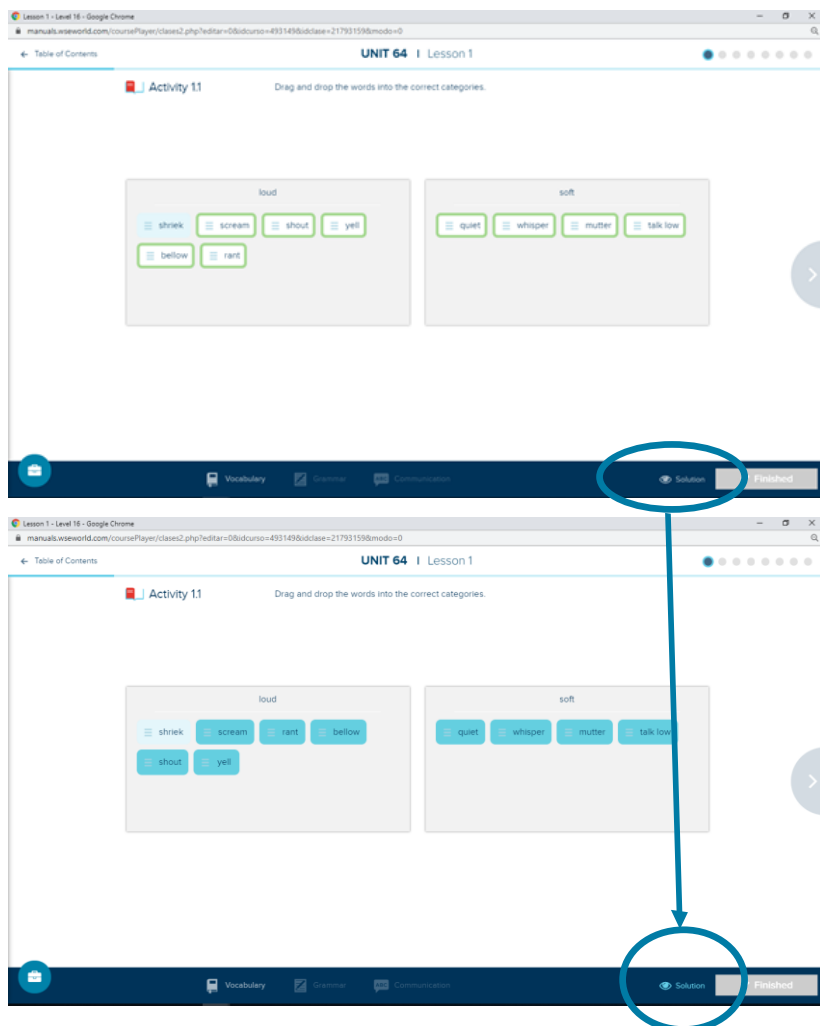 Lesson 1 - Level 16 - Google Chrome
manuals.wseworld.com/coursePlayer/clases2.php?editar=0&idcurso=493149&idclase=21793159&modo=0
← Table of Contents
UNIT 64 | Lesson 1
Activity 1.1
Drag and drop the words into the correct categories.
loud
soft
shriek scream shout yell
quiet whisper mutter talk low
bellow rant
Vocabulary Grammar Communication Solution Finished
Lesson 1 - Level 16 - Google Chrome
manuals.wseworld.com/coursePlayer/clases2.php?editar=0&idcurso=493149&idclase=21793159&modo=0
← Table of Contents
UNIT 64 | Lesson 1
Activity 1.1
Drag and drop the words into the correct categories.
loud
soft
shriek scream rant bellow
quiet whisper mutter talk low
shout yell
Vocabulary Grammar Communication Solution Finished